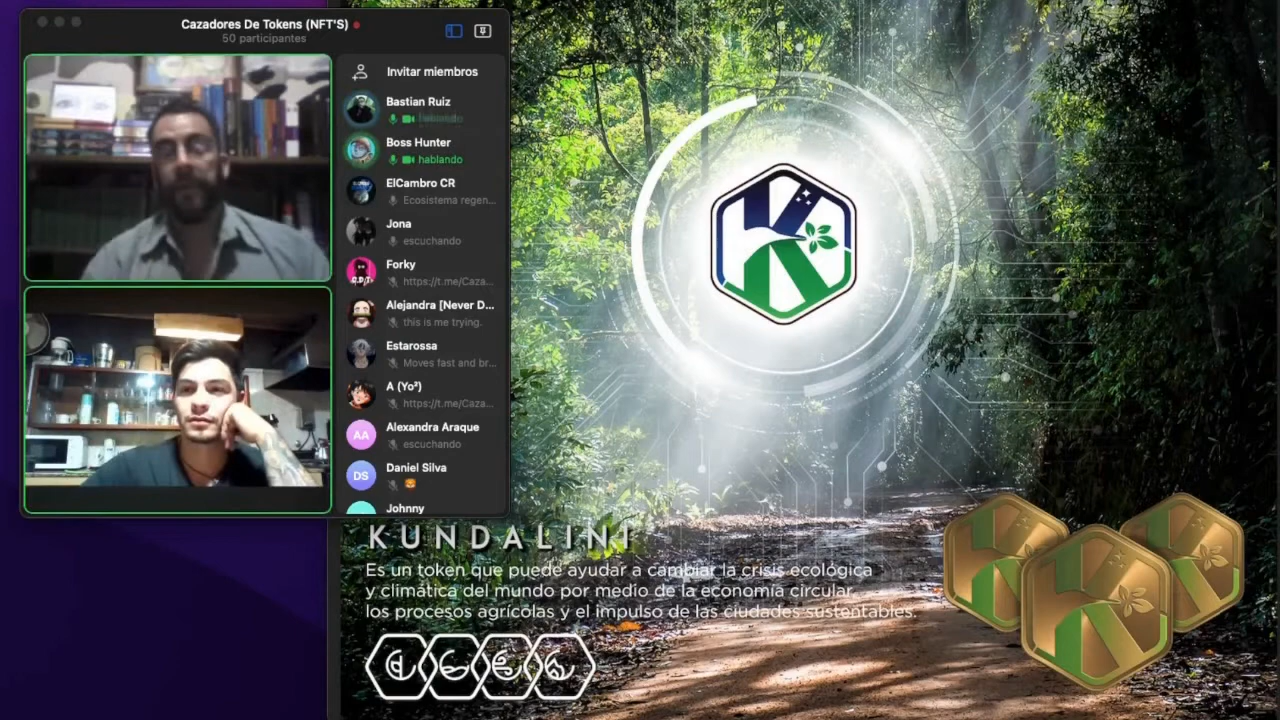 Cazadores De Tokens (NFT'S)
50 participantes
Invitar miembros
Bastian Ruiz
hablando
Boss Hunter
hablando
ElCambro CR
Ecosistema regen...
Jona
escuchando
Forky
https://t.me/Caza...
Alejandra [Never D...
this is me trying.
Estarossa
Moves fast and br...
A (Yo²)
https://t.me/Caza...
AA
Alexandra Araque
escuchando
DS
Daniel Silva
Johnny
KUNDALINI
Es un token que puede ayudar a cambiar la crisis ecológica
y climática del mundo por medio de la economía circular,
los procesos agrícolas y el impulso de las ciudades sustentables.